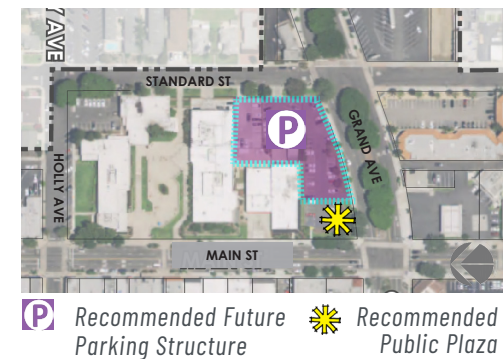 Y AVE
STANDARD ST
P
GRAND AVE
HOLLY AVE
MAIN ST
P Recommended Future
Parking Structure
Recommended
Public Plaza